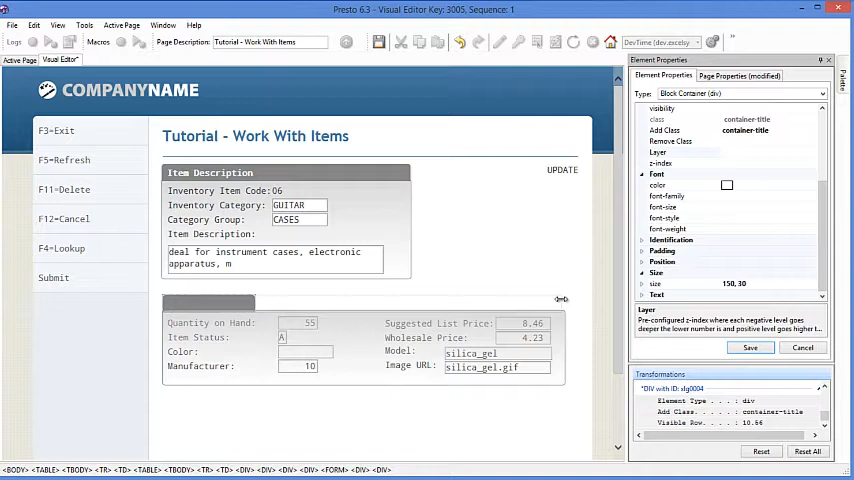 Presto 6.3 - Visual Editor Key: 3005, Sequence: 1
File Edit View Tools Active Page Window Help
Logs Macros Page Description: Tutorial - Work With Items DevTime (dev.excelsy
Active Page Visual Editor*
COMPANYNAME
F3=Exit
F5=Refresh
F11=Delete
F12=Cancel
F4=Lookup
Submit
Tutorial - Work With Items
UPDATE
Item Description
Inventory Item Code:06
Inventory Category: GUITAR
Category Group: CASES
Item Description:
deal for instrument cases, electronic
apparatus, m
Quantity on Hand: 55 Suggested List Price: 8.46
Item Status: A Wholesale Price: 4.23
Color: Model: silica_gel
Manufacturer: 10 Image URL: silica_gel.gif
Element Properties
Element Properties Page Properties (modified)
Type: Block Container (div)
visibility
class container-title
Add Class container-title
Remove Class
Layer
z-index
Font
color
font-family
font-size
font-style
font-weight
Identification
Padding
Position
Size
size 150, 30
Text
Layer
Pre-configured z-index where each negative level goes
deeper the lower number is and positive level goes higher t...
Save Cancel
Transformations
*DIV with ID: xlg0004
Element Type . . . . : div
Add Class. . . . . . : container-title
Visible Row. . . . . : 10.56
Reset Reset All
Palette
<BODY> <TABLE> <TBODY> <TR> <TD> <TABLE> <TBODY> <TR> <TD> <DIV> <DIV> <DIV> <FORM> <DIV> <DIV>